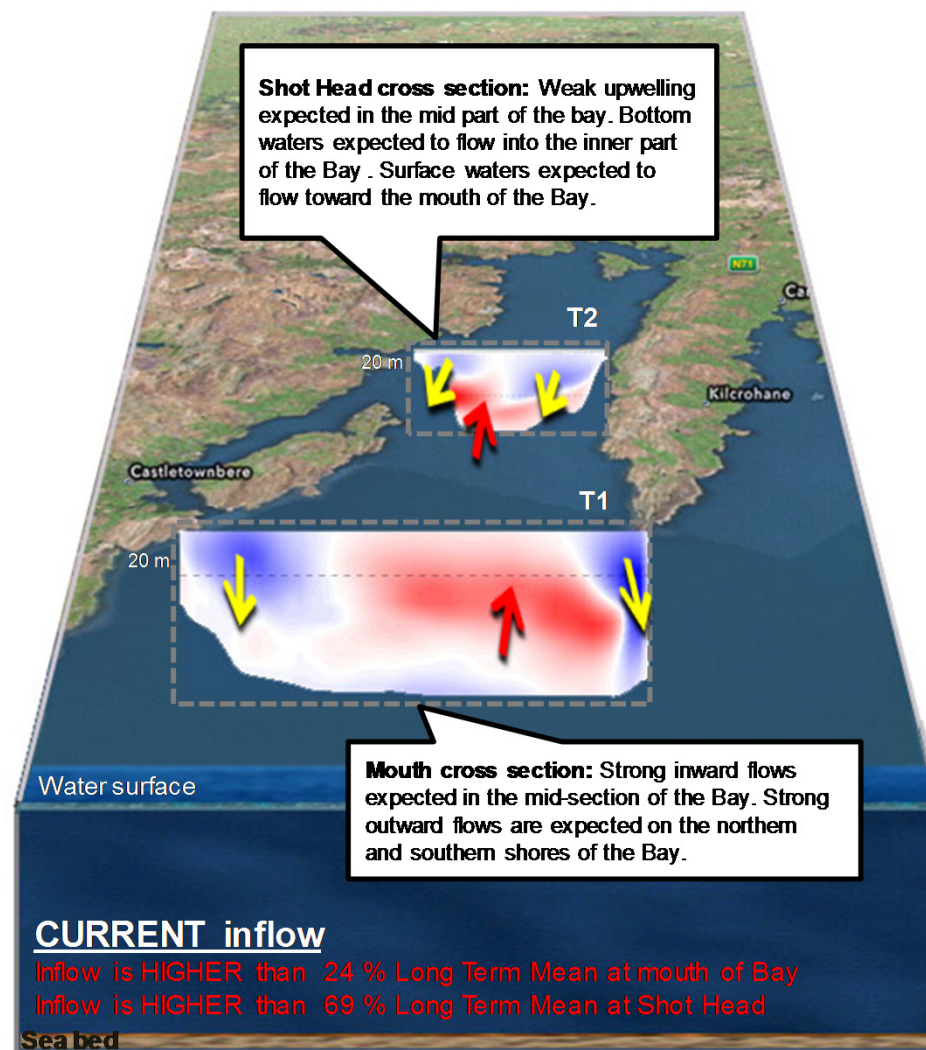 Shot Head cross section: Weak upwelling
expected in the mid part of the bay. Bottom
waters expected to flow into the inner part
of the Bay . Surface waters expected to
flow toward the mouth of the Bay.
N71
T2
20 m
Kilcrohane
Castletownbere
T1
20 m
Mouth cross section: Strong inward flows
expected in the mid-section of the Bay. Strong
outward flows are expected on the northern
and southern shores of the Bay.
Water surface
CURRENT inflow
Inflow is HIGHER than 24 % Long Term Mean at mouth of Bay
Inflow is HIGHER than 69 % Long Term Mean at Shot Head
Sea bed